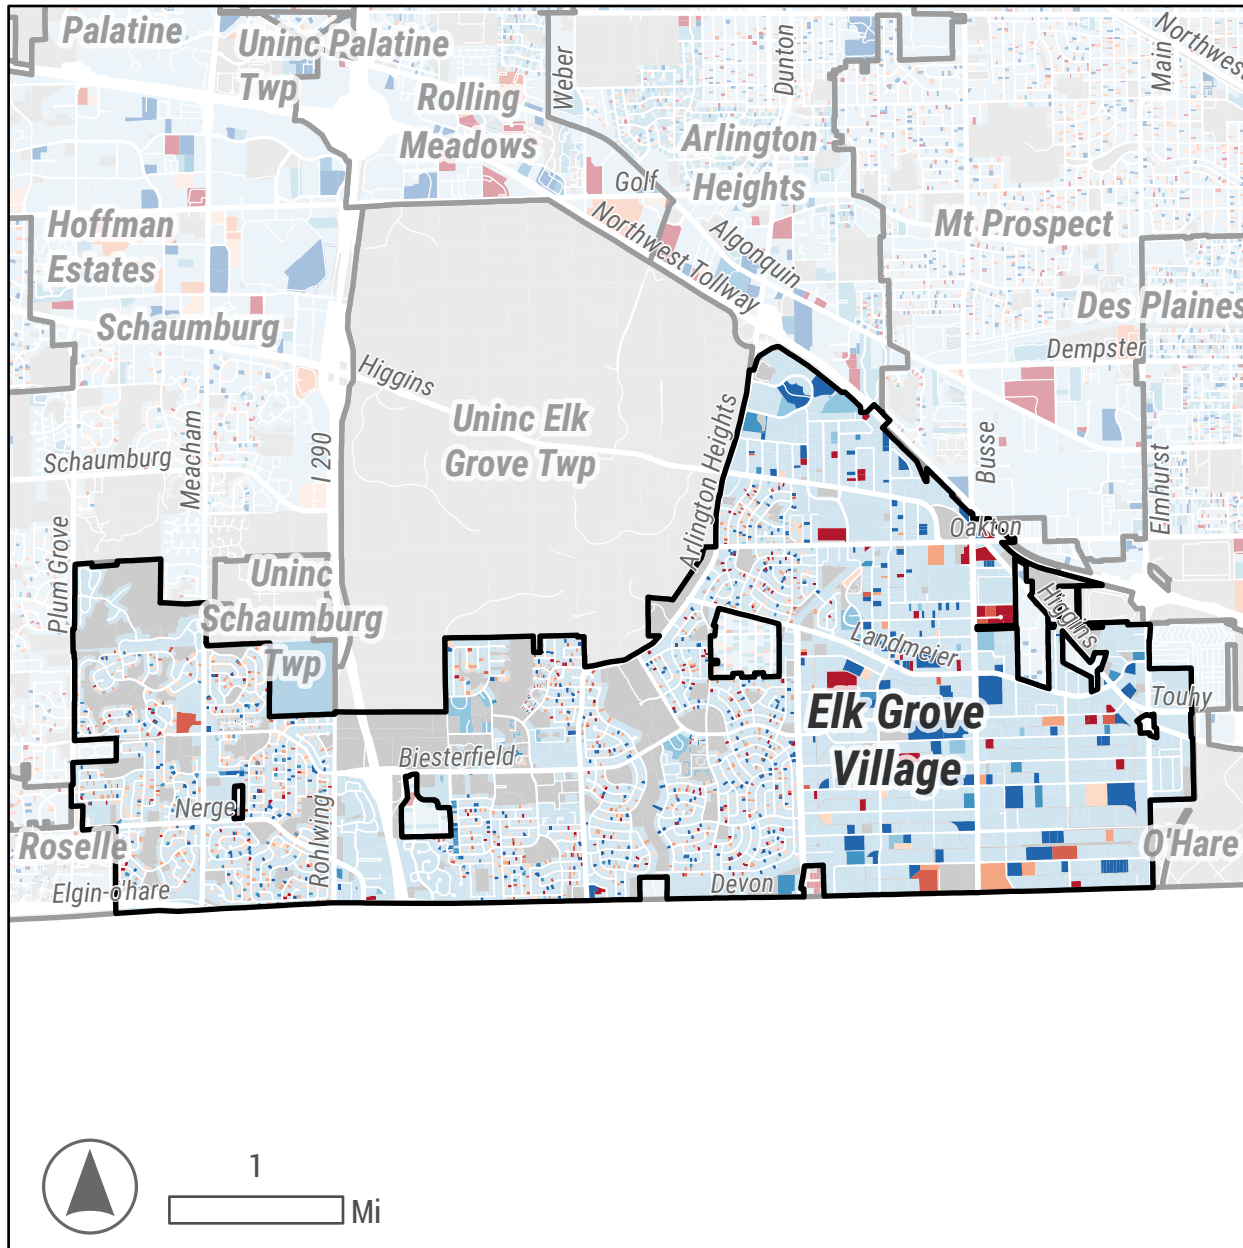 Palatine
Uninc Palatine
Twp
Rolling
Meadows
Weber
Dunton
Main
Northwest
Arlington
Heights
Golf
Hoffman
Estates
Northwest Tollway
Algonquin
Mt Prospect
Des Plaines
Schaumburg
Dempster
Higgins
Uninc Elk
Grove Twp
Arlington Heights
Schaumburg
Meacham
I 290
Busse
Elmhurst
Oakton
Plum Grove
Uninc
Schaumburg
Twp
Higgins
Landmeier
Touhy
Elk Grove
Village
Biesterfield
Nerge
Rohlwing
Roselle
O'Hare
Elgin-o'hare
Devon
1
Mi